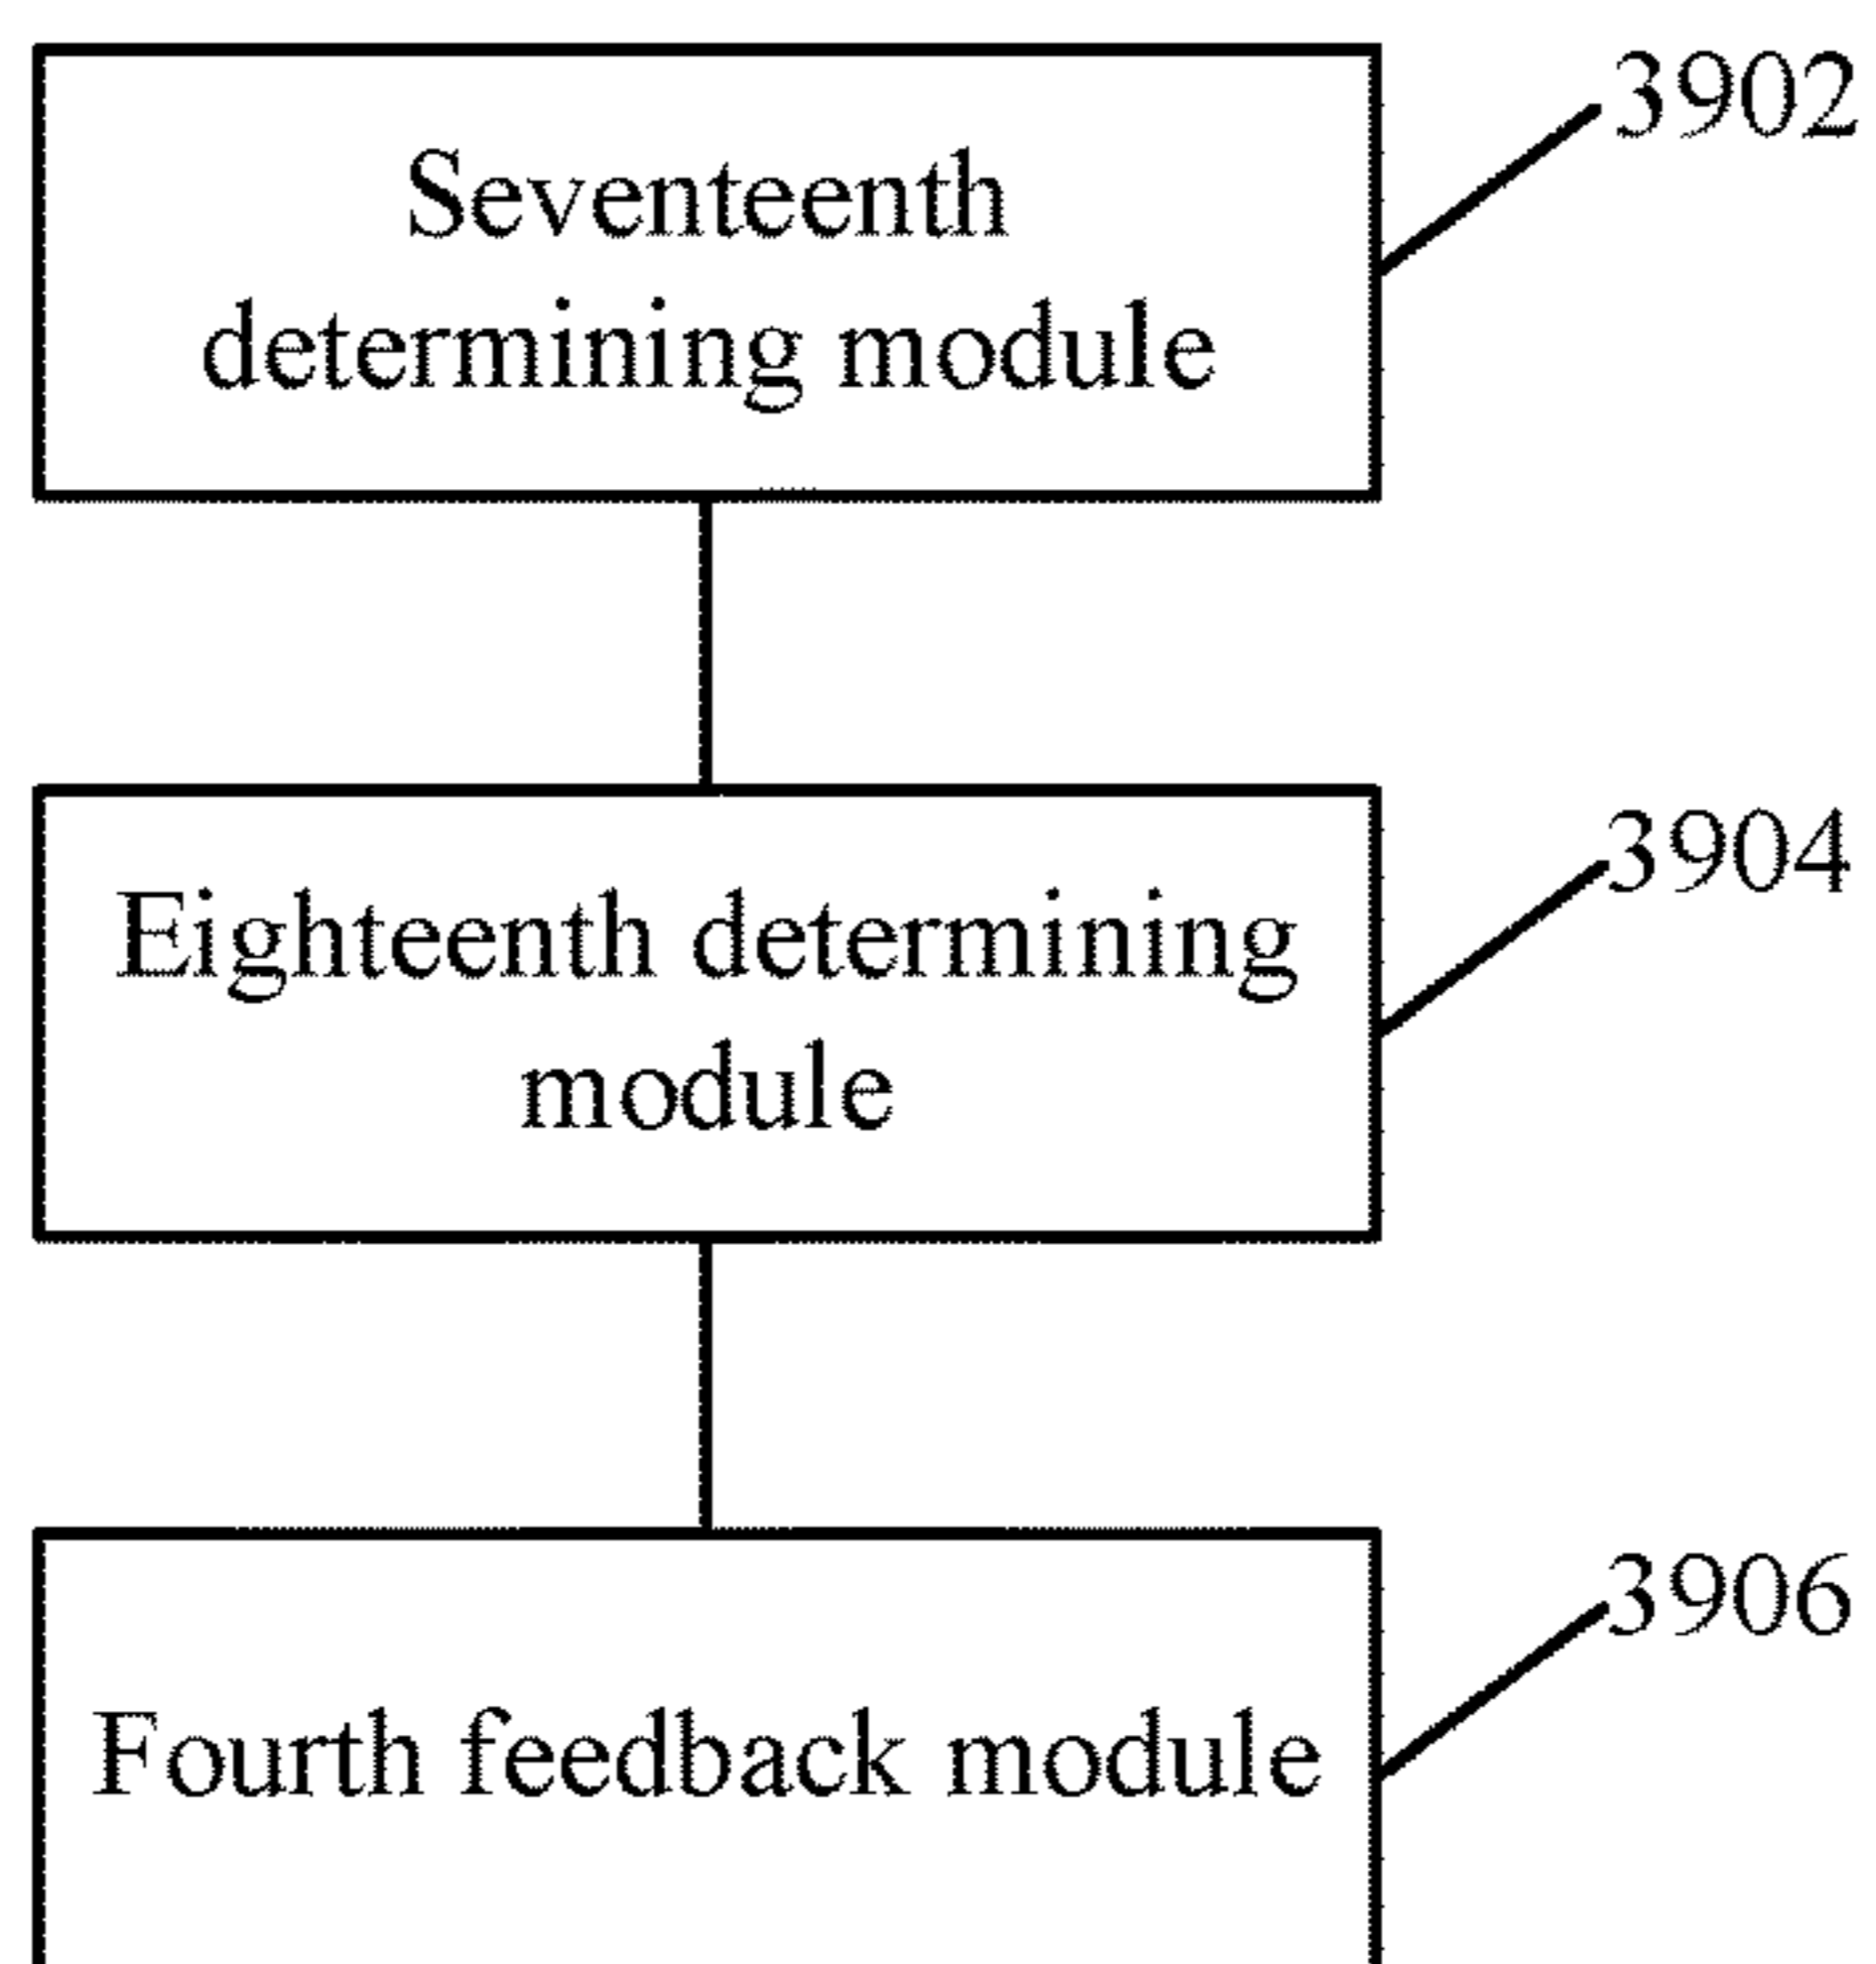 3902
Seventeenth
determining module
3904
Eighteenth determining
module
3906
Fourth feedback module